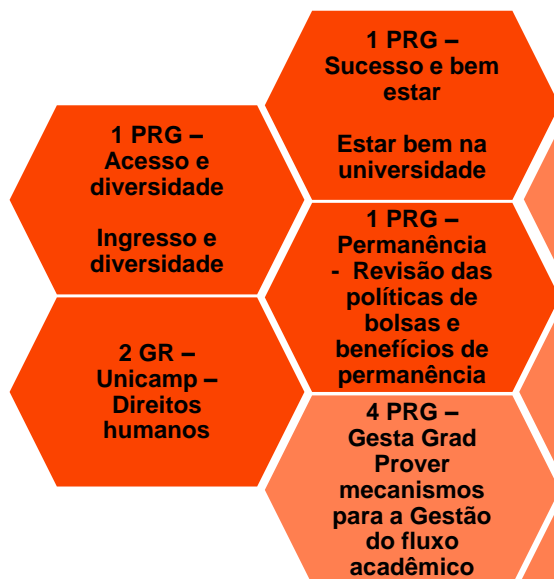 1 PRG –
Sucesso e bem
estar
Estar bem na
universidade
1 PRG –
Acesso e
diversidade
Ingresso e
diversidade
1 PRG –
Permanência
- Revisão das
políticas de
bolsas e
benefícios de
permanência
2 GR –
Unicamp –
Direitos
humanos
4 PRG –
Gesta Grad
Prover
mecanismos
para a Gestão
do fluxo
acadêmico